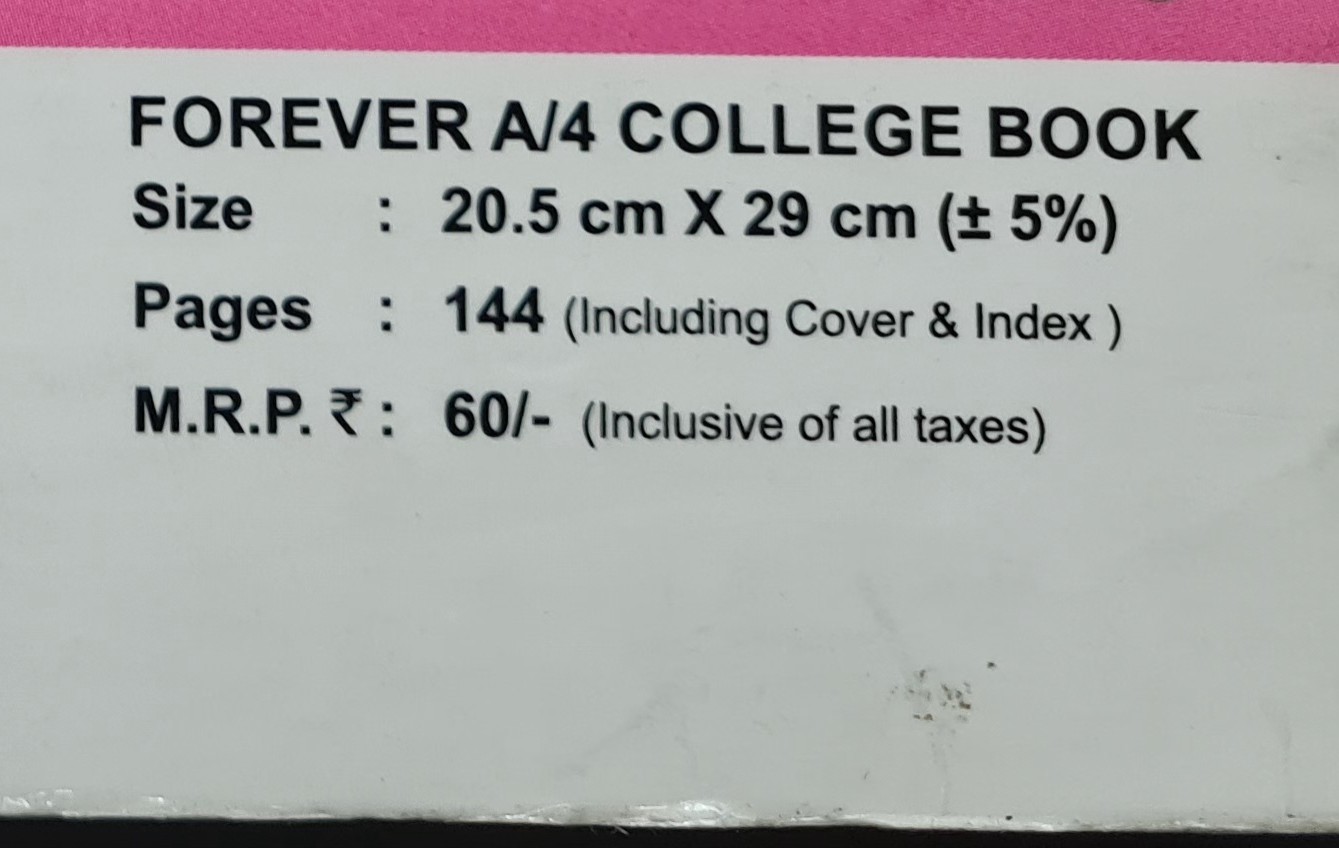 FOREVER A/4 COLLEGE BOOK
Size : 20.5 cm X 29 cm (± 5%)
Pages : 144 (Including Cover & Index )
M.R.P. ₹ : 60/- (Inclusive of all taxes)